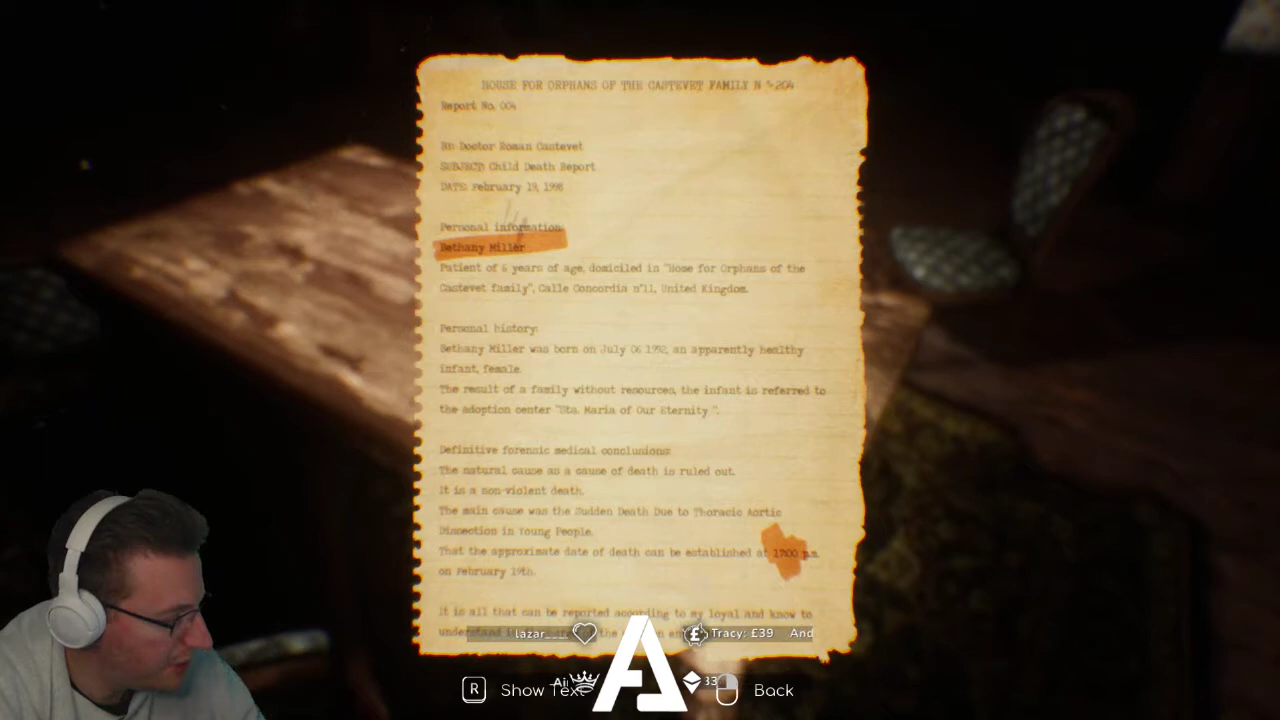 HOUSE FOR ORPHANS OF THE CASTEVET FAMILY N º 204
Report No. 004
BY: Doctor Roman Castevet
SUBJECT: Child Death Report
DATE: February 19, 1998
Personal information:
Bethany Miller
Patient of 6 years of age, domiciled in "Home for Orphans of the
Castevet family", Calle Concordia nº11, United Kingdom.
Personal history:
Bethany Miller was born on July 06 1992, an apparently healthy
infant, female.
The result of a family without resources, the infant is referred to
the adoption center "Sta. Maria of Our Eternity ".
Definitive forensic medical conclusions:
The natural cause as a cause of death is ruled out.
It is a non-violent death.
The main cause was the Sudden Death Due to Thoracic Aortic
Dissection in Young People.
That the approximate date of death can be established at 17:00 p.m.
on February 19th.
It is all that can be reported according to my loyal and know to
understand the
lazar___
Tracy: £39 And
R Show Text
Back